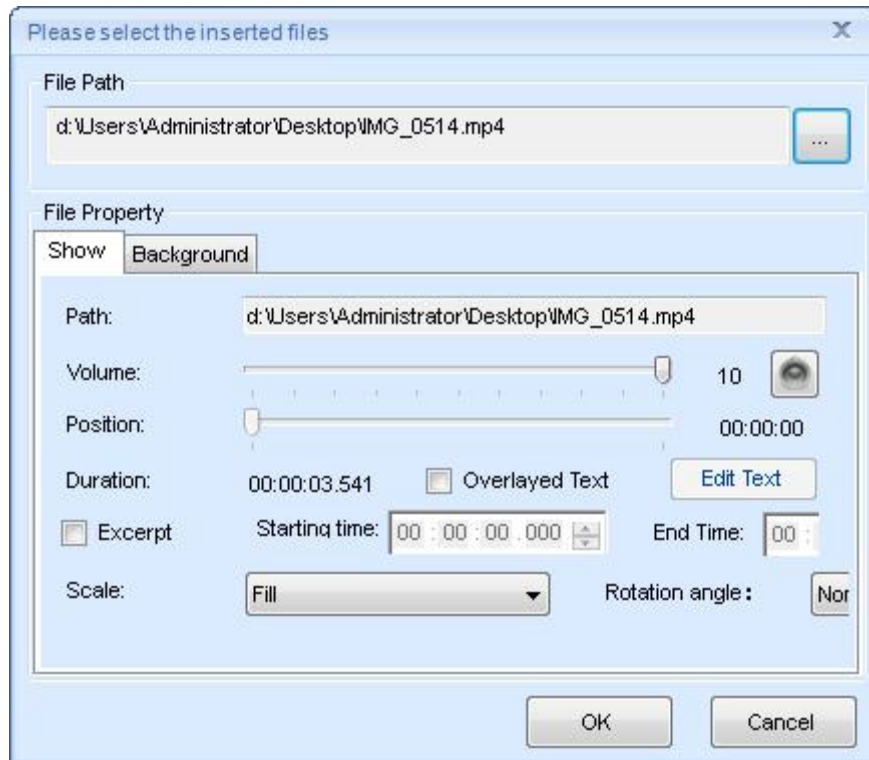 Please select the inserted files
File Path
d:\Users\Administrator\Desktop\IMG_0514.mp4
...
File Property
Show Background
Path: d:\Users\Administrator\Desktop\IMG_0514.mp4
Volume: 10
Position: 00:00:00
Duration: 00:00:03.541 Overlayed Text Edit Text
Excerpt Starting time: 00 : 00 : 00 .000 End Time: 00 :
Scale: Fill Rotation angle: Nor
OK Cancel